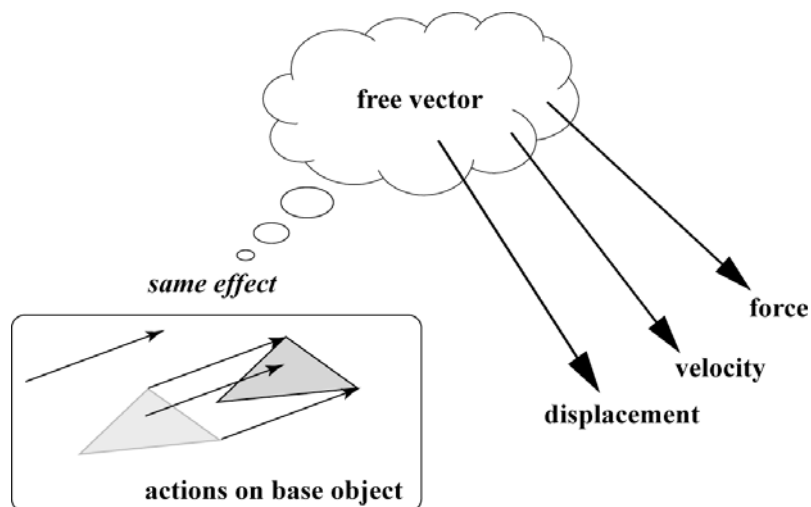 free vector
same effect
force
velocity
displacement
actions on base object